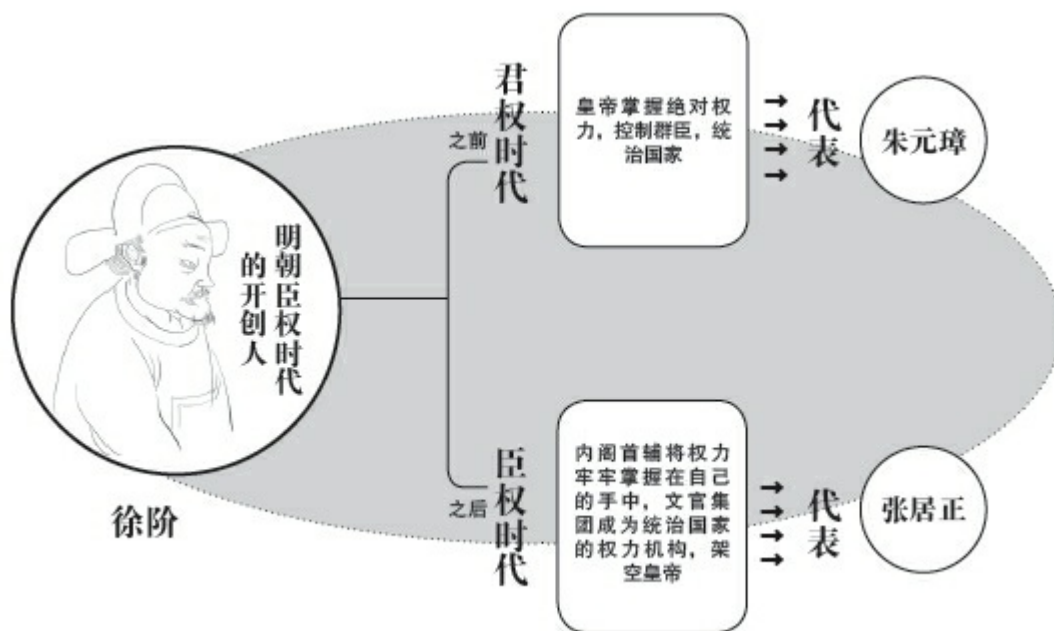 明朝臣权时代
的开创人
徐阶
之前
君权时代
皇帝掌握绝对权
力，控制群臣，统
治国家
代表
朱元璋
之后
臣权时代
内阁首辅将权力
牢牢掌握在自己
的手中，文官集
团成为统治国家
的权力机构，架
空皇帝
代表
张居正